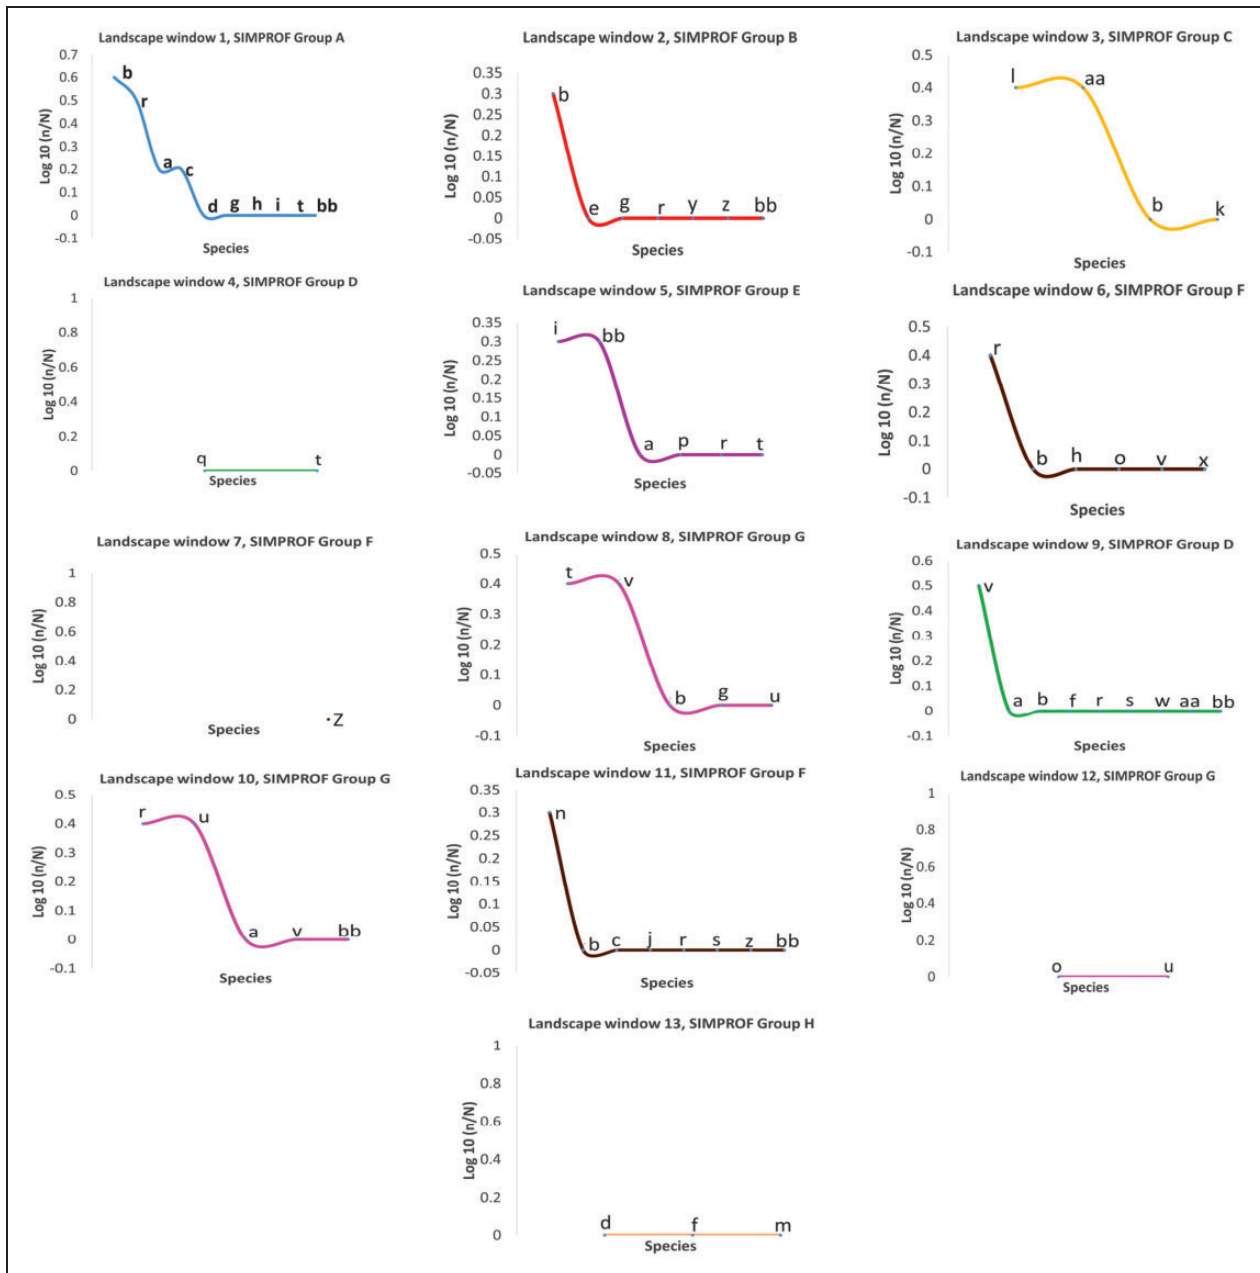 Landscape window 1, SIMPROF Group A
0.7
0.6
0.5
0.4
0.3
0.2
0.1
0
-0.1
Log 10 (n/N)
b
r
a
c
d g h i t bb
Species
Landscape window 2, SIMPROF Group B
0.35
0.3
0.25
0.2
0.15
0.1
0.05
0
-0.05
Log 10 (n/N)
b
e g r y z bb
Species
Landscape window 3, SIMPROF Group C
0.5
0.4
0.3
0.2
0.1
0
-0.1
Log 10 (n/N)
l aa
b k
Species
Landscape window 4, SIMPROF Group D
1
0.8
0.6
0.4
0.2
0
Log 10 (n/N)
q t
Species
Landscape window 5, SIMPROF Group E
0.35
0.3
0.25
0.2
0.15
0.1
0.05
0
-0.05
Log 10 (n/N)
i bb
a p r t
Species
Landscape window 6, SIMPROF Group F
0.5
0.4
0.3
0.2
0.1
0
-0.1
Log 10 (n/N)
r
b h o v x
Species
Landscape window 7, SIMPROF Group F
1
0.8
0.6
0.4
0.2
0
Log 10 (n/N)
Z
Species
Landscape window 8, SIMPROF Group G
0.5
0.4
0.3
0.2
0.1
0
-0.1
Log 10 (n/N)
t v
b g u
Species
Landscape window 9, SIMPROF Group D
0.6
0.5
0.4
0.3
0.2
0.1
0
-0.1
Log 10 (n/N)
v
a b f r s w aa bb
Species
Landscape window 10, SIMPROF Group G
0.5
0.4
0.3
0.2
0.1
0
-0.1
Log 10 (n/N)
r u
a v bb
Species
Landscape window 11, SIMPROF Group F
0.35
0.3
0.25
0.2
0.15
0.1
0.05
0
-0.05
Log 10 (n/N)
n
b c j r s z bb
Species
Landscape window 12, SIMPROF Group G
1
0.8
0.6
0.4
0.2
0
Log 10 (n/N)
o u
Species
Landscape window 13, SIMPROF Group H
1
0.8
0.6
0.4
0.2
0
Log 10 (n/N)
d f m
Species